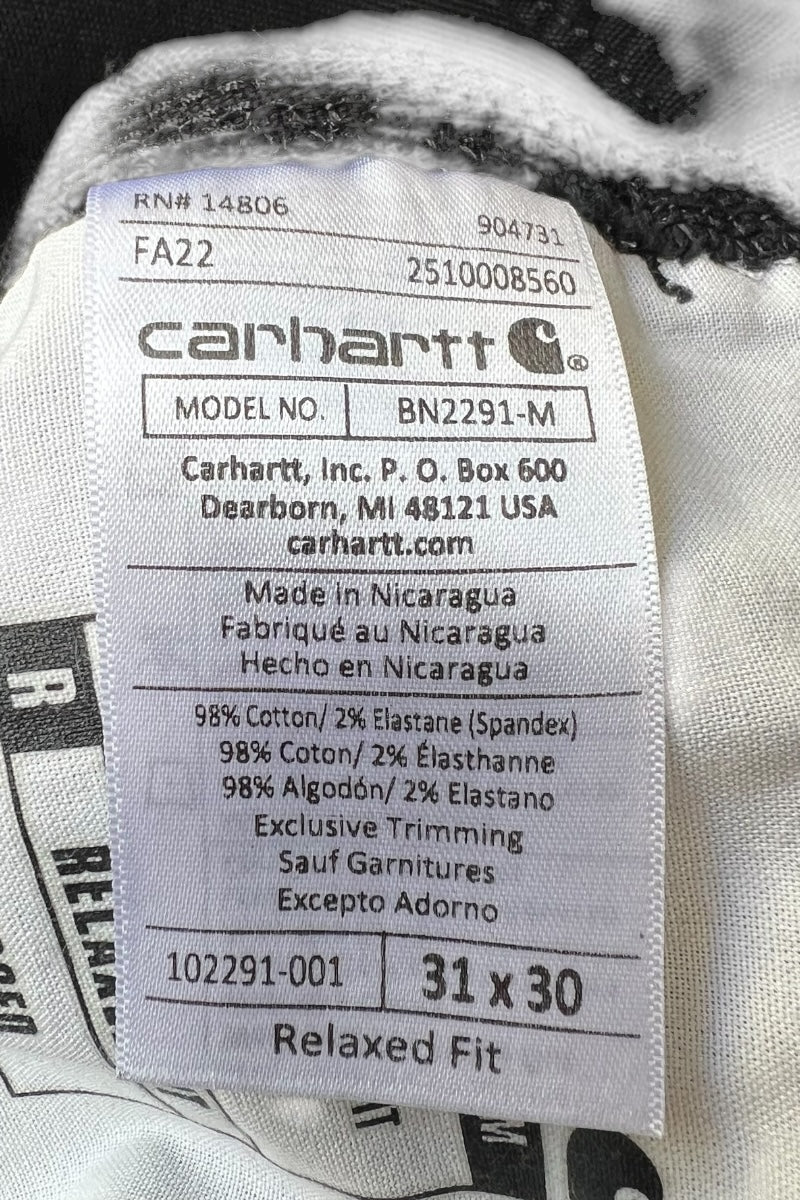 RN# 14806
904731
FA22
2510008560
carhartt ®
MODEL NO. BN2291-M
Carhartt, Inc. P. O. Box 600
Dearborn, MI 48121 USA
carhartt.com
Made in Nicaragua
Fabriqué au Nicaragua
Hecho en Nicaragua
98% Cotton/ 2% Elastane (Spandex)
98% Coton/ 2% Élasthanne
98% Algodón/ 2% Elastano
Exclusive Trimming
Sauf Garnitures
Excepto Adorno
102291-001 31 x 30
Relaxed Fit
R